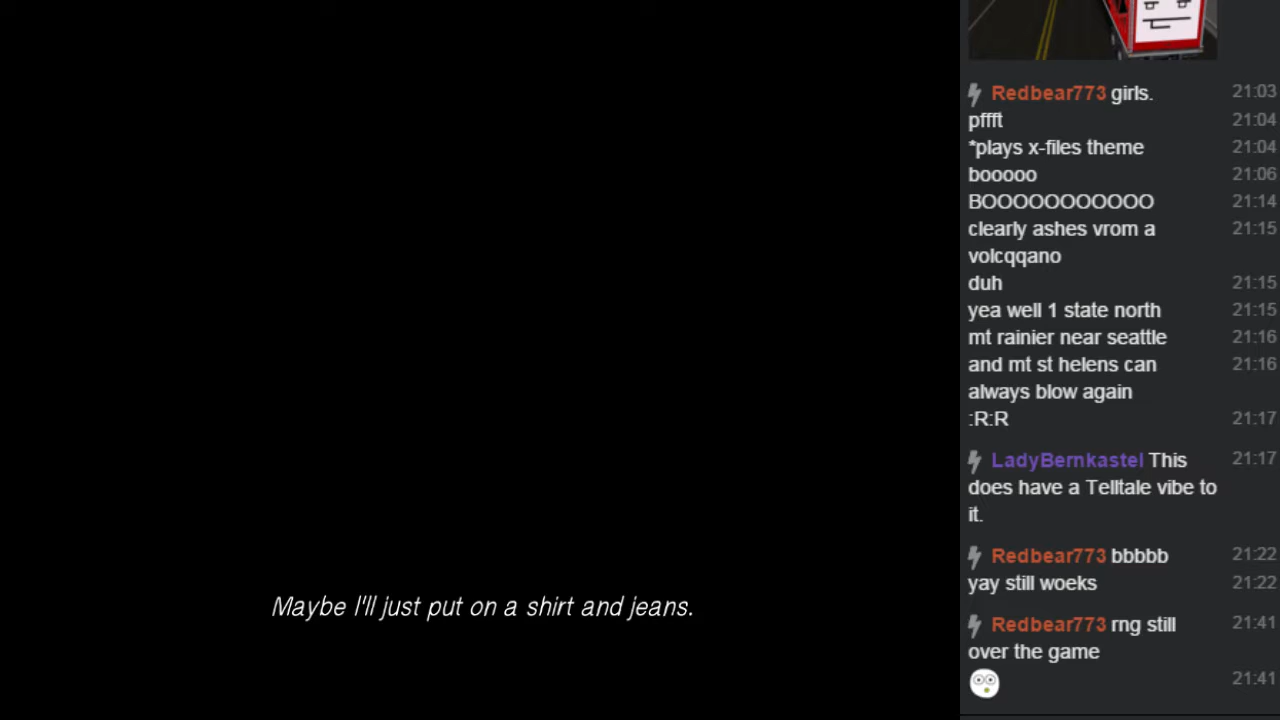 Redbear773 girls. 21:03
pffft 21:04
*plays x-files theme 21:04
booooo 21:06
BOOOOOOOOOOO 21:14
clearly ashes vrom a 21:15
volcqqano
duh 21:15
yea well 1 state north 21:15
mt rainier near seattle 21:16
and mt st helens can 21:16
always blow again
:R:R 21:17
LadyBernkastel This 21:17
does have a Telltale vibe to
it.
Redbear773 bbbbb 21:22
yay still woeks 21:22
Redbear773 rng still 21:41
over the game
21:41
Maybe I'll just put on a shirt and jeans.